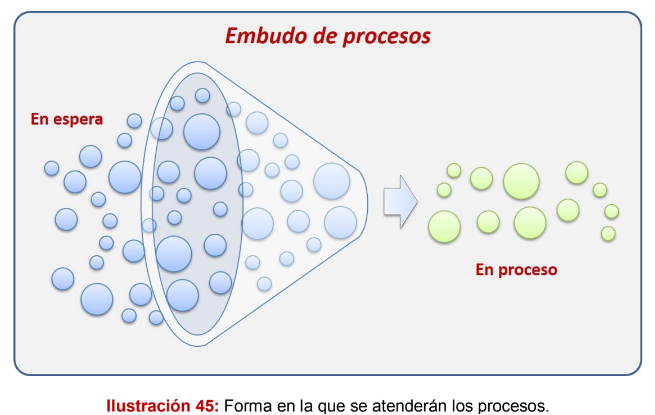 Embudo de procesos
En espera
En proceso
Ilustración 45: Forma en la que se atenderán los procesos.